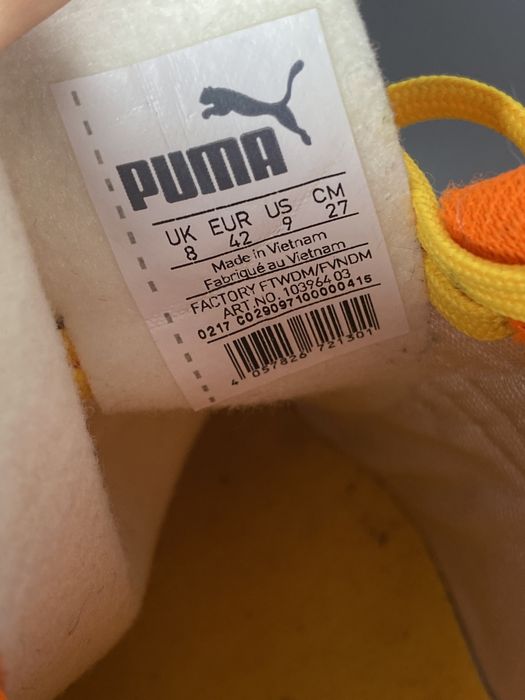 PUMA
UK EUR US CM
8 42 9 27
Made in Vietnam
Fabriqué au Vietnam
FACTORY FTWDM/FVNDM
ART.NO. 103964 03
0217 C029097100000415
4 057826 721301